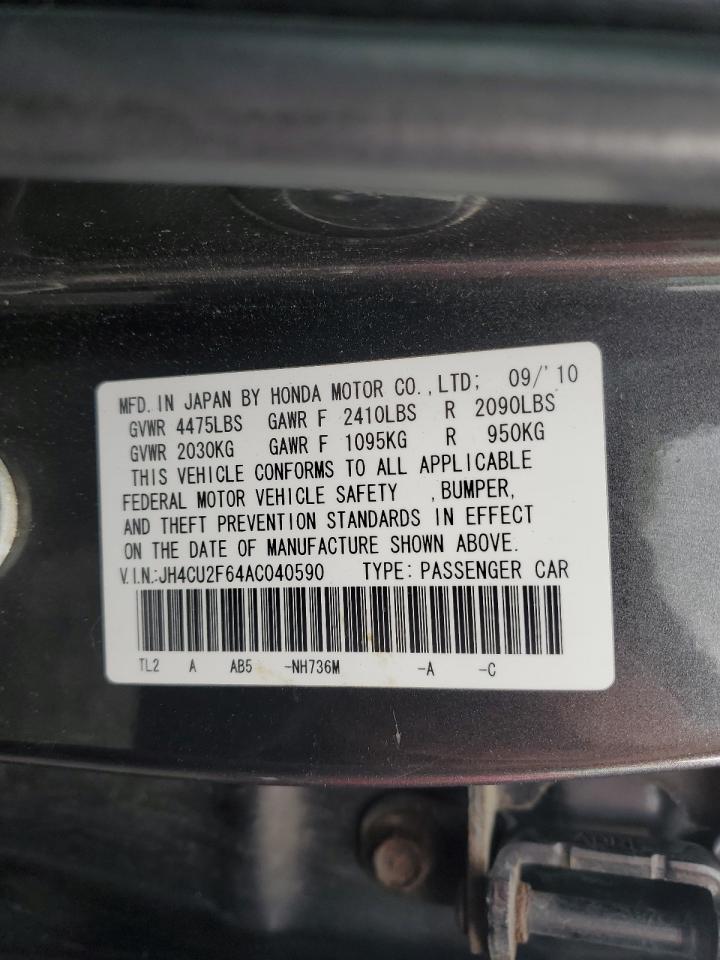 MFD. IN JAPAN BY HONDA MOTOR CO., LTD; 09/'10
GVWR 4475LBS GAWR F 2410LBS R 2090LBS
GVWR 2030KG GAWR F 1095KG R 950KG
THIS VEHICLE CONFORMS TO ALL APPLICABLE
FEDERAL MOTOR VEHICLE SAFETY , BUMPER,
AND THEFT PREVENTION STANDARDS IN EFFECT
ON THE DATE OF MANUFACTURE SHOWN ABOVE.
V.I.N.:JH4CU2F64AC040590 TYPE: PASSENGER CAR
TL2 A AB5 -NH736M -A -C